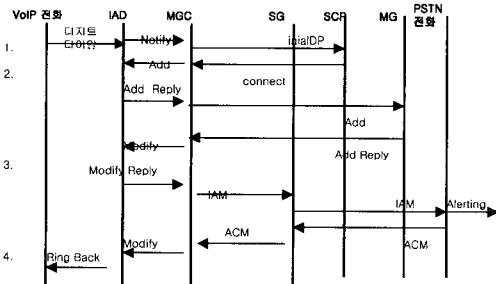 VoIP 전화 IAD MGC SG SCP MG PSTN 전화
디지트 다이얄
1. Notify inialDP
Add
2. connect
Add Reply
Add
Modify
Add Reply
3.
Modify Reply
IAM
IAM Alerting
ACM
Modify
ACM
4. Ring Back